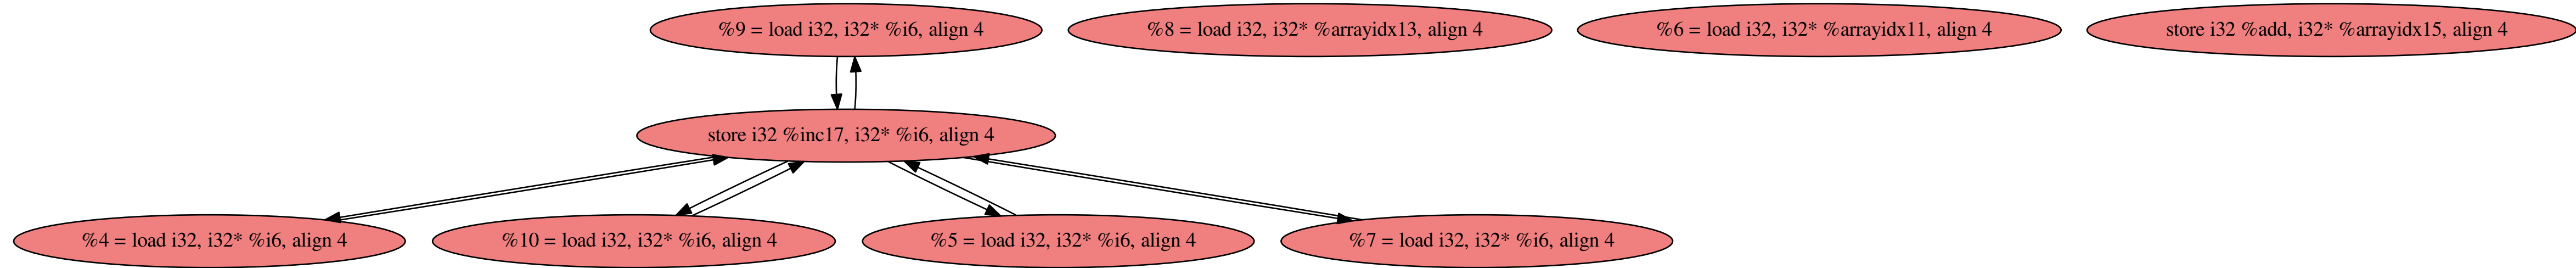 %9 = load i32, i32* %i6, align 4
%8 = load i32, i32* %arrayidx13, align 4
%6 = load i32, i32* %arrayidx11, align 4
store i32 %add, i32* %arrayidx15, align 4
store i32 %inc17, i32* %i6, align 4
%4 = load i32, i32* %i6, align 4
%10 = load i32, i32* %i6, align 4
%5 = load i32, i32* %i6, align 4
%7 = load i32, i32* %i6, align 4